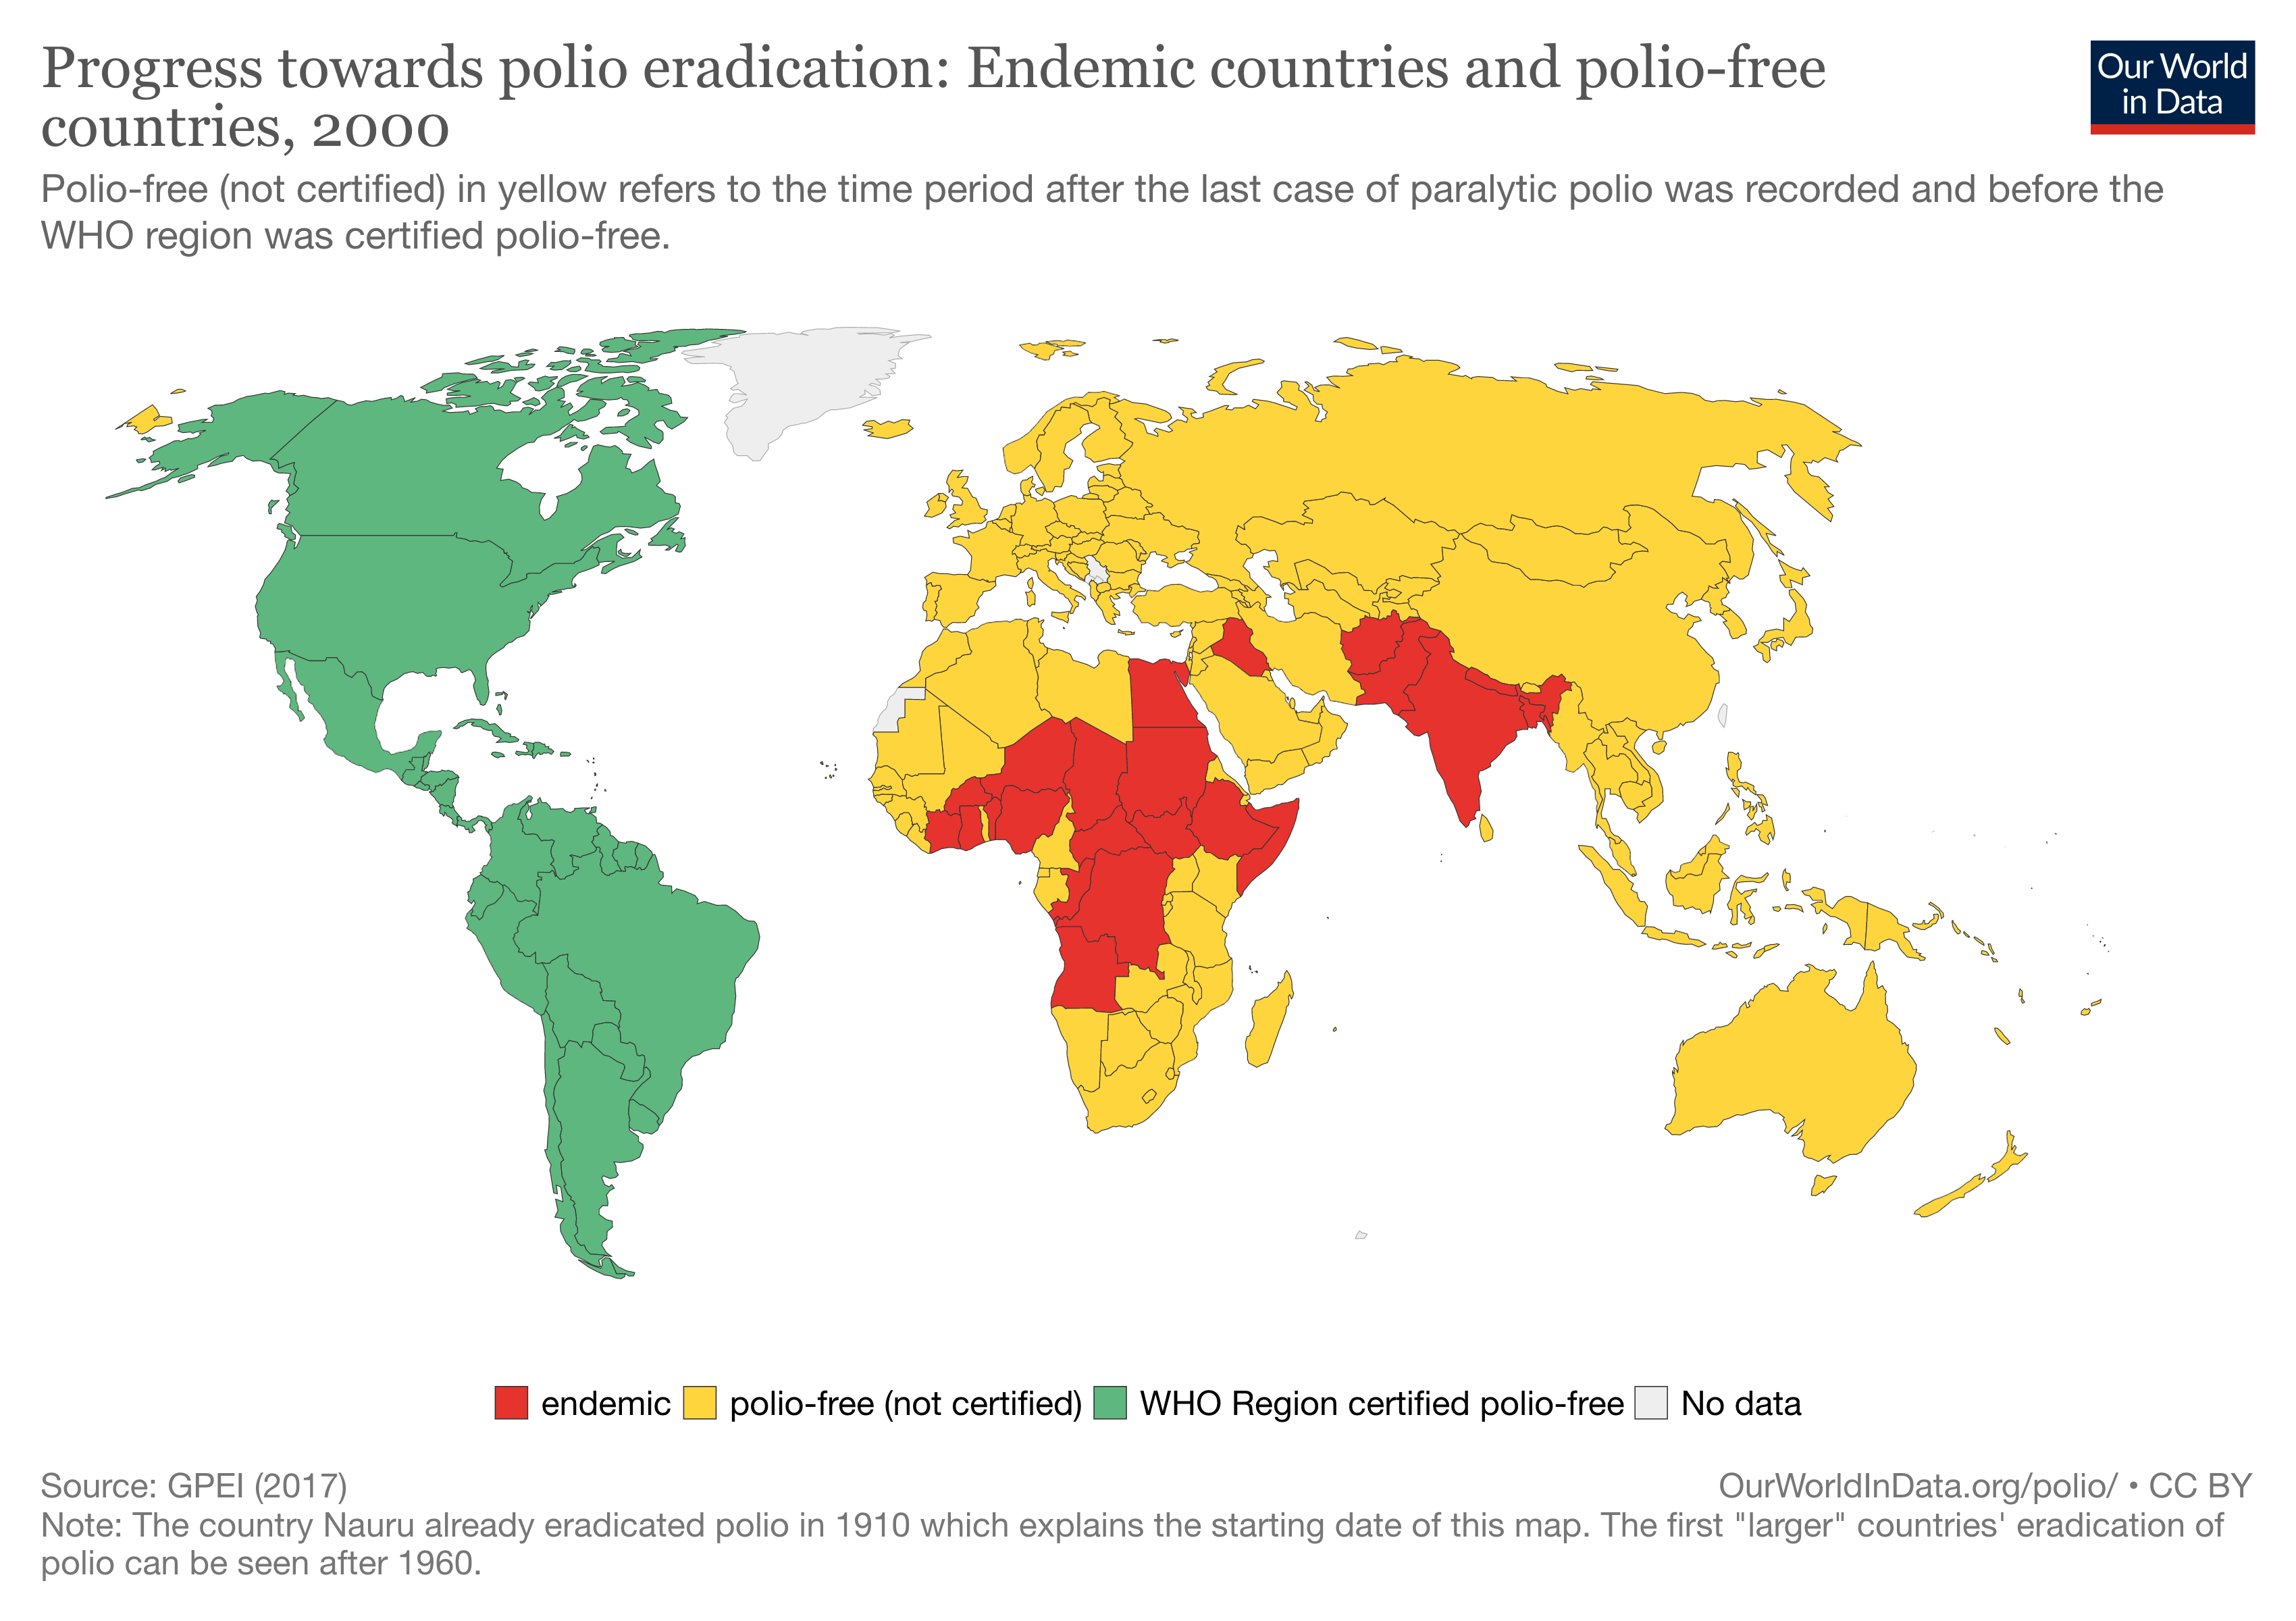 Progress towards polio eradication: Endemic countries and polio-free
countries, 2000
Our World
in Data
Polio-free (not certified) in yellow refers to the time period after the last case of paralytic polio was recorded and before the
WHO region was certified polio-free.
endemic polio-free (not certified) WHO Region certified polio-free No data
Source: GPEI (2017)
OurWorldInData.org/polio/ • CC BY
Note: The country Nauru already eradicated polio in 1910 which explains the starting date of this map. The first "larger" countries' eradication of
polio can be seen after 1960.